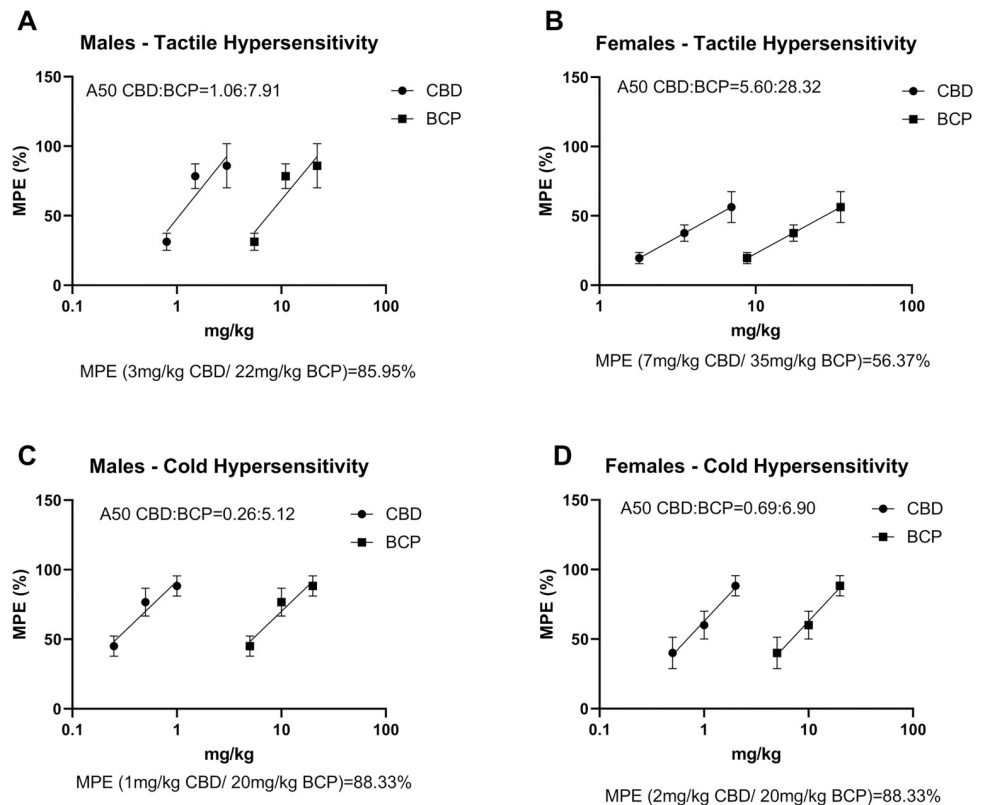 A
Males - Tactile Hypersensitivity
150
A50 CBD:BCP=1.06:7.91
CBD
BCP
100
MPE (%)
50
0
0.1
1
10
100
mg/kg
MPE (3mg/kg CBD/ 22mg/kg BCP)=85.95%
B
Females - Tactile Hypersensitivity
150
A50 CBD:BCP=5.60:28.32
CBD
BCP
100
MPE (%)
50
0
1
10
100
mg/kg
MPE (7mg/kg CBD/ 35mg/kg BCP)=56.37%
C
Males - Cold Hypersensitivity
150
A50 CBD:BCP=0.26:5.12
CBD
BCP
100
MPE (%)
50
0
0.1
1
10
100
mg/kg
MPE (1mg/kg CBD/ 20mg/kg BCP)=88.33%
D
Females - Cold Hypersensitivity
150
A50 CBD:BCP=0.69:6.90
CBD
BCP
100
MPE (%)
50
0
0.1
1
10
100
mg/kg
MPE (2mg/kg CBD/ 20mg/kg BCP)=88.33%